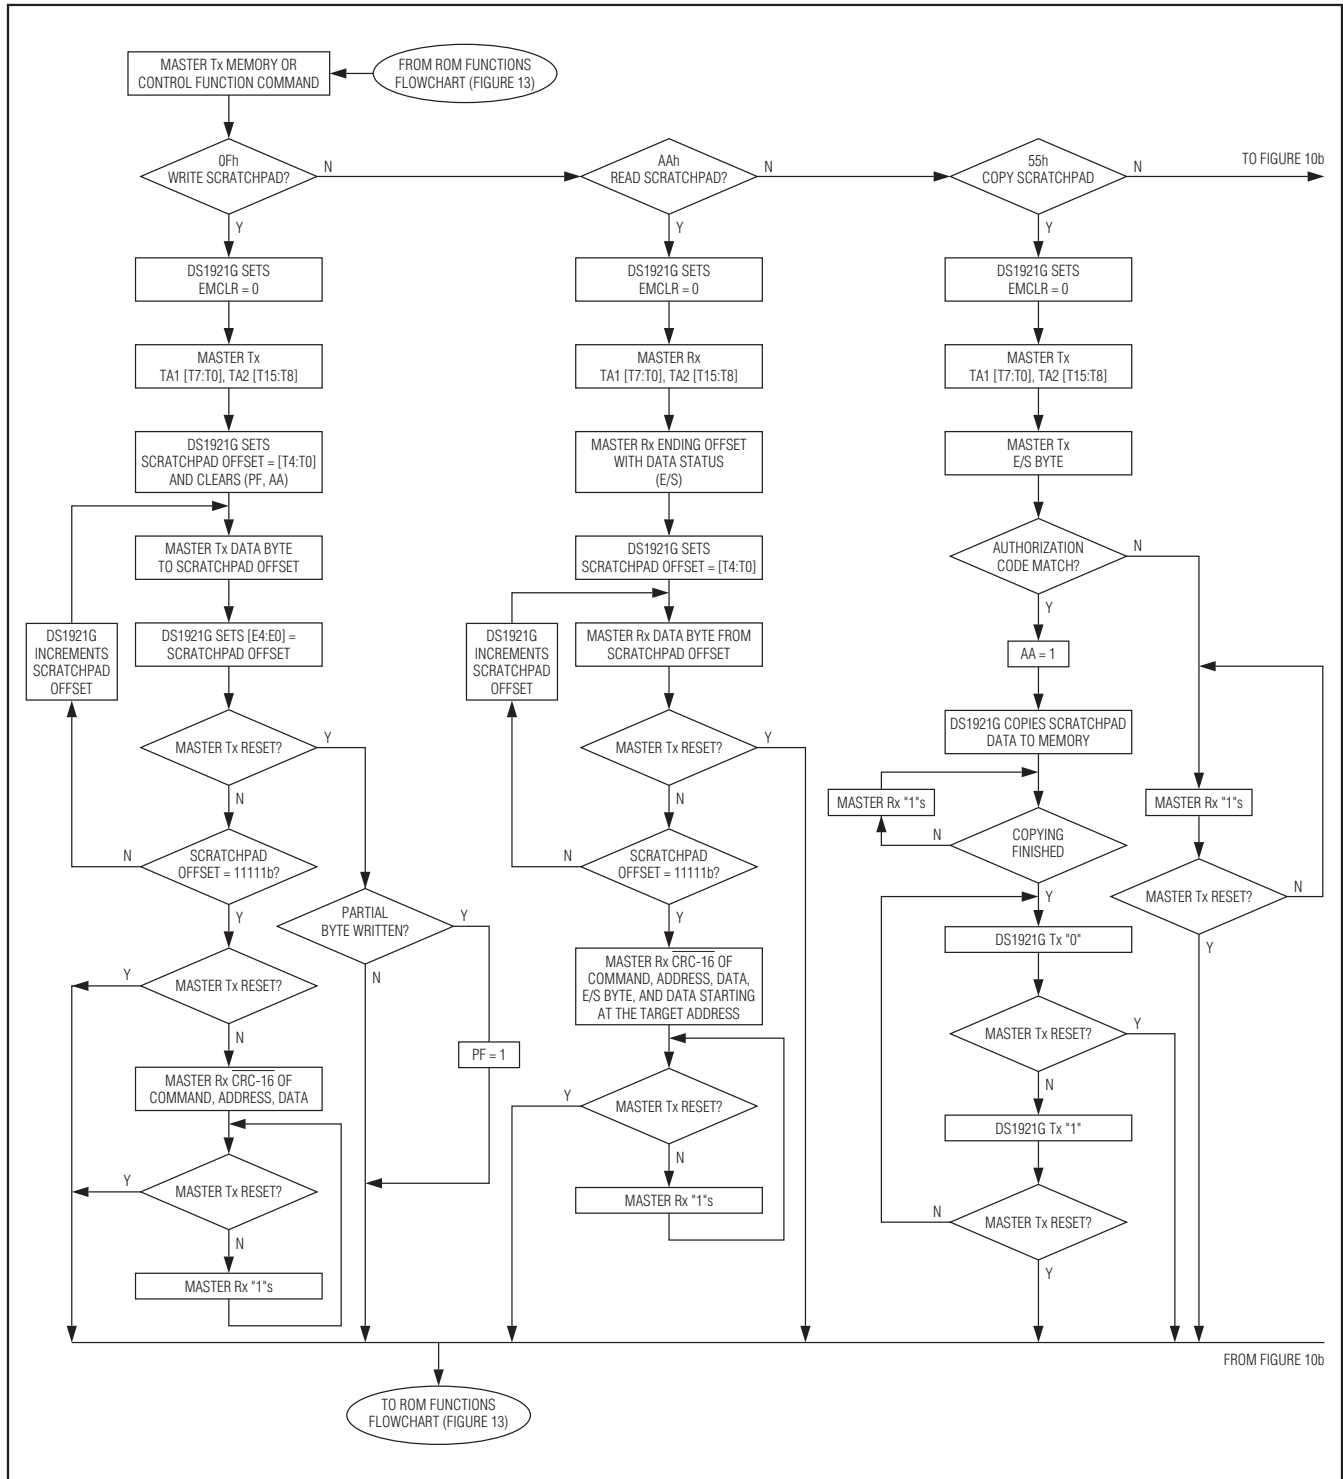 MASTER Tx MEMORY OR
CONTROL FUNCTION COMMAND
FROM ROM FUNCTIONS
FLOWCHART (FIGURE 13)
0Fh
WRITE SCRATCHPAD?
N
Y
DS1921G SETS
EMCLR = 0
MASTER Tx
TA1 [T7:T0], TA2 [T15:T8]
DS1921G SETS
SCRATCHPAD OFFSET = [T4:T0]
AND CLEARS (PF, AA)
MASTER Tx DATA BYTE
TO SCRATCHPAD OFFSET
DS1921G SETS [E4:E0] =
SCRATCHPAD OFFSET
DS1921G
INCREMENTS
SCRATCHPAD
OFFSET
MASTER Tx RESET?
Y
N
SCRATCHPAD
OFFSET = 11111b?
N
Y
PARTIAL
BYTE WRITTEN?
Y
N
PF = 1
MASTER Tx RESET?
Y
N
MASTER Rx CRC-16 OF
COMMAND, ADDRESS, DATA
MASTER Tx RESET?
Y
N
MASTER Rx "1"s
AAh
READ SCRATCHPAD?
N
Y
DS1921G SETS
EMCLR = 0
MASTER Rx
TA1 [T7:T0], TA2 [T15:T8]
MASTER Rx ENDING OFFSET
WITH DATA STATUS
(E/S)
DS1921G SETS
SCRATCHPAD OFFSET = [T4:T0]
MASTER Rx DATA BYTE FROM
SCRATCHPAD OFFSET
DS1921G
INCREMENTS
SCRATCHPAD
OFFSET
MASTER Tx RESET?
Y
N
SCRATCHPAD
OFFSET = 11111b?
N
Y
MASTER Rx CRC-16 OF
COMMAND, ADDRESS, DATA,
E/S BYTE, AND DATA STARTING
AT THE TARGET ADDRESS
MASTER Tx RESET?
Y
N
MASTER Rx "1"s
55h
COPY SCRATCHPAD
N
Y
TO FIGURE 10b
DS1921G SETS
EMCLR = 0
MASTER Tx
TA1 [T7:T0], TA2 [T15:T8]
MASTER Tx
E/S BYTE
AUTHORIZATION
CODE MATCH?
N
Y
AA = 1
DS1921G COPIES SCRATCHPAD
DATA TO MEMORY
MASTER Rx "1"s
COPYING
FINISHED
N
Y
DS1921G Tx "0"
MASTER Tx RESET?
Y
N
DS1921G Tx "1"
MASTER Tx RESET?
N
Y
MASTER Rx "1"s
MASTER Tx RESET?
N
Y
FROM FIGURE 10b
TO ROM FUNCTIONS
FLOWCHART (FIGURE 13)